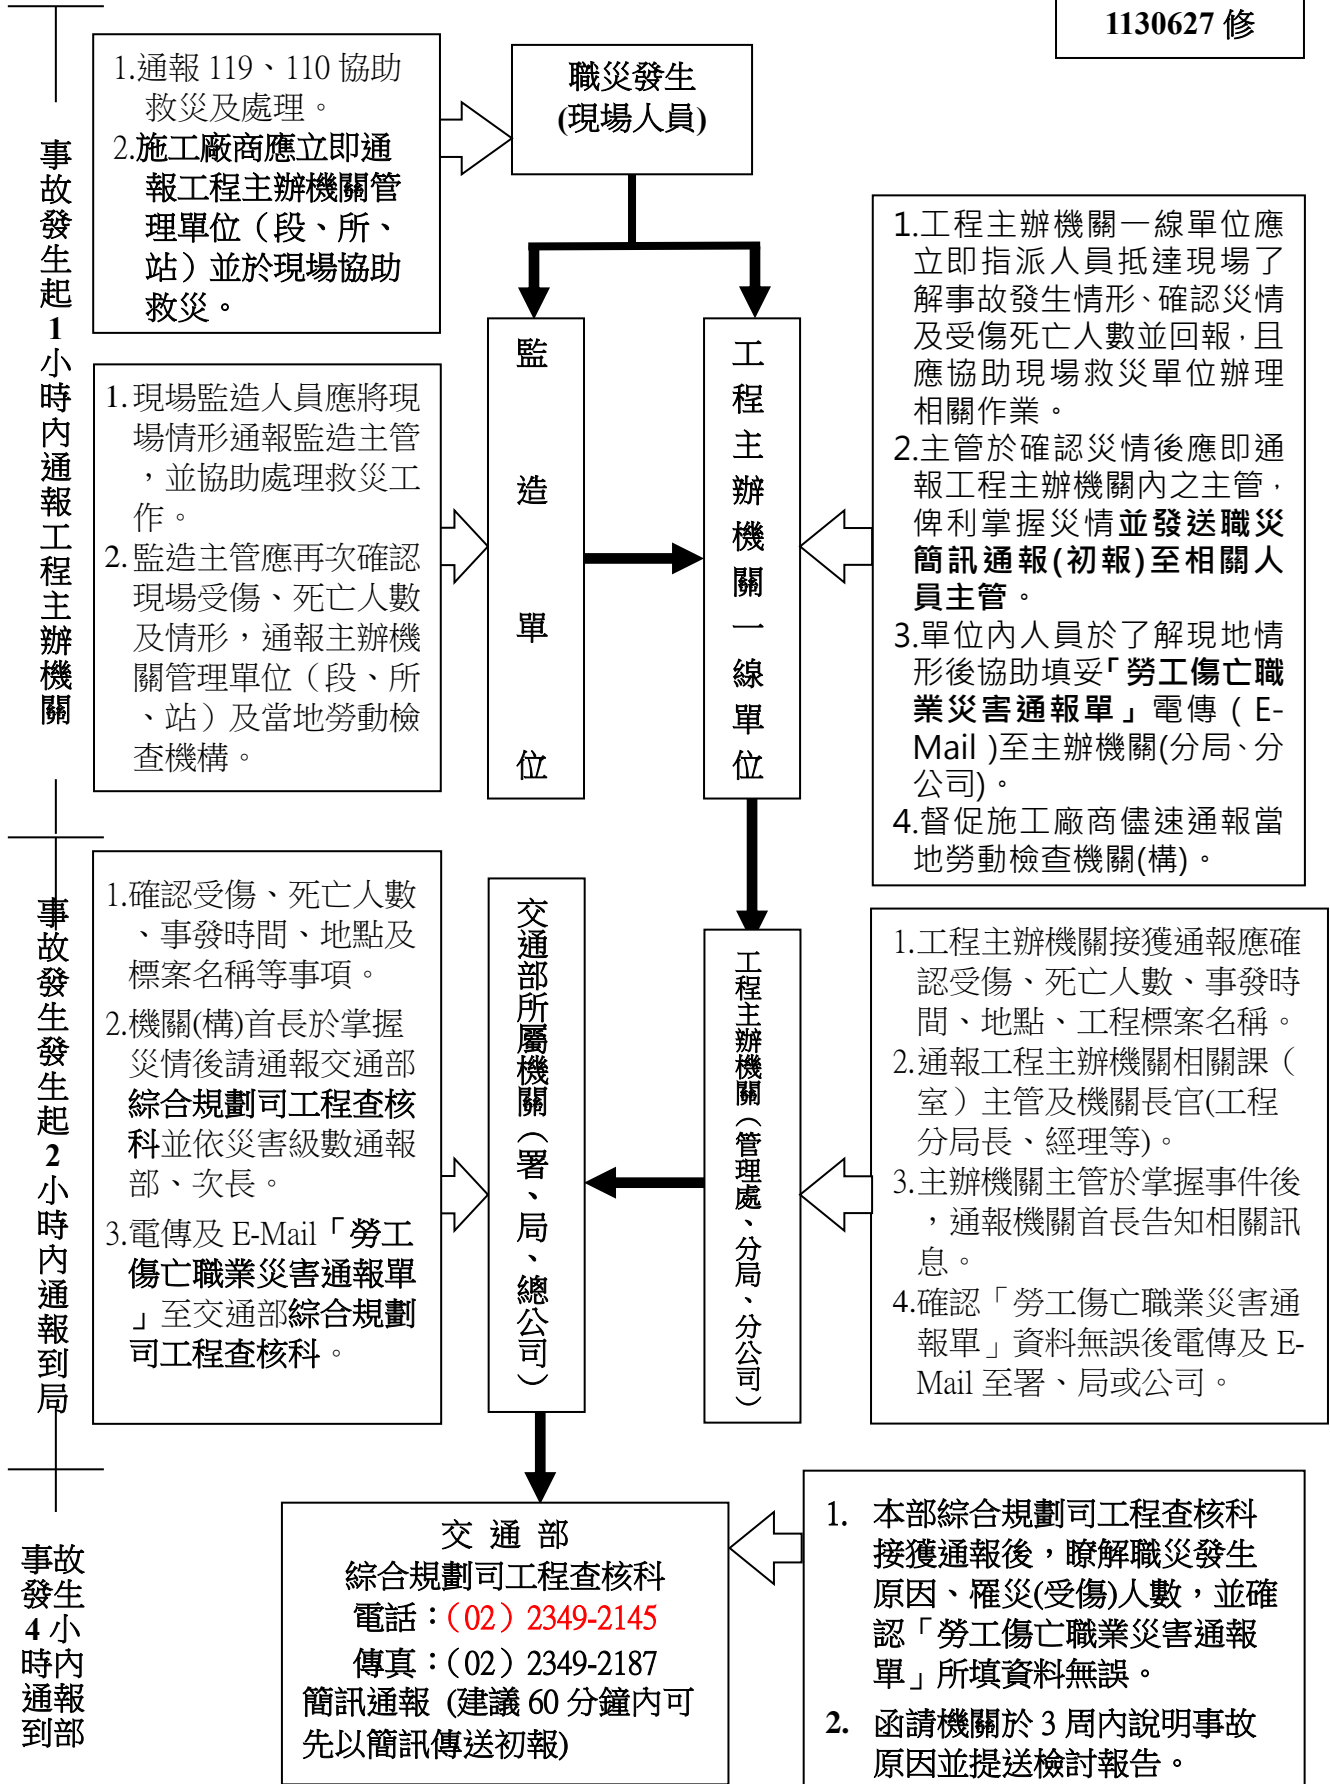 1130627 修
事故發生起1小時內通報工程主辦機關
1.通報 119、110 協助
救災及處理。
2.施工廠商應立即通
報工程主辦機關管
理單位（段、所、
站）並於現場協助
救災。
職災發生
(現場人員)
1.現場監造人員應將現
場情形通報監造主管
，並協助處理救災工
作。
2.監造主管應再次確認
現場受傷、死亡人數
及情形，通報主辦機
關管理單位（段、所
、站）及當地勞動檢
查機構。
監造單位
工程主辦機關一線單位
1.工程主辦機關一線單位應
立即指派人員抵達現場了
解事故發生情形、確認災情
及受傷死亡人數並回報，且
應協助現場救災單位辦理
相關作業。
2.主管於確認災情後應即通
報工程主辦機關內之主管，
俾利掌握災情並發送職災
簡訊通報(初報)至相關人
員主管。
3.單位內人員於了解現地情
形後協助填妥「勞工傷亡職
業災害通報單」電傳（E-
Mail )至主辦機關(分局、分
公司)。
4.督促施工廠商儘速通報當
地勞動檢查機關(構)。
事故發生發生起2小時內通報到局
1.確認受傷、死亡人數
、事發時間、地點及
標案名稱等事項。
2.機關(構)首長於掌握
災情後請通報交通部
綜合規劃司工程查核
科並依災害級數通報
部、次長。
3.電傳及 E-Mail「勞工
傷亡職業災害通報單
」至交通部綜合規劃
司工程查核科。
交通部所屬機關（署、局、總公司）
工程主辦機關（管理處、分局、分公司）
1.工程主辦機關接獲通報應確
認受傷、死亡人數、事發時
間、地點、工程標案名稱。
2.通報工程主辦機關相關課（
室）主管及機關長官(工程
分局長、經理等)。
3.主辦機關主管於掌握事件後
，通報機關首長告知相關訊
息。
4.確認「勞工傷亡職業災害通
報單」資料無誤後電傳及 E-
Mail 至署、局或公司。
事故
發生
4 小
時內
通報
到部
交 通 部
綜合規劃司工程查核科
電話：（02）2349-2145
傳真：（02）2349-2187
簡訊通報 (建議 60 分鐘內可
先以簡訊傳送初報)
1. 本部綜合規劃司工程查核科
接獲通報後，瞭解職災發生
原因、罹災(受傷)人數，並確
認「勞工傷亡職業災害通報
單」所填資料無誤。
2. 函請機關於 3 周內說明事故
原因並提送檢討報告。